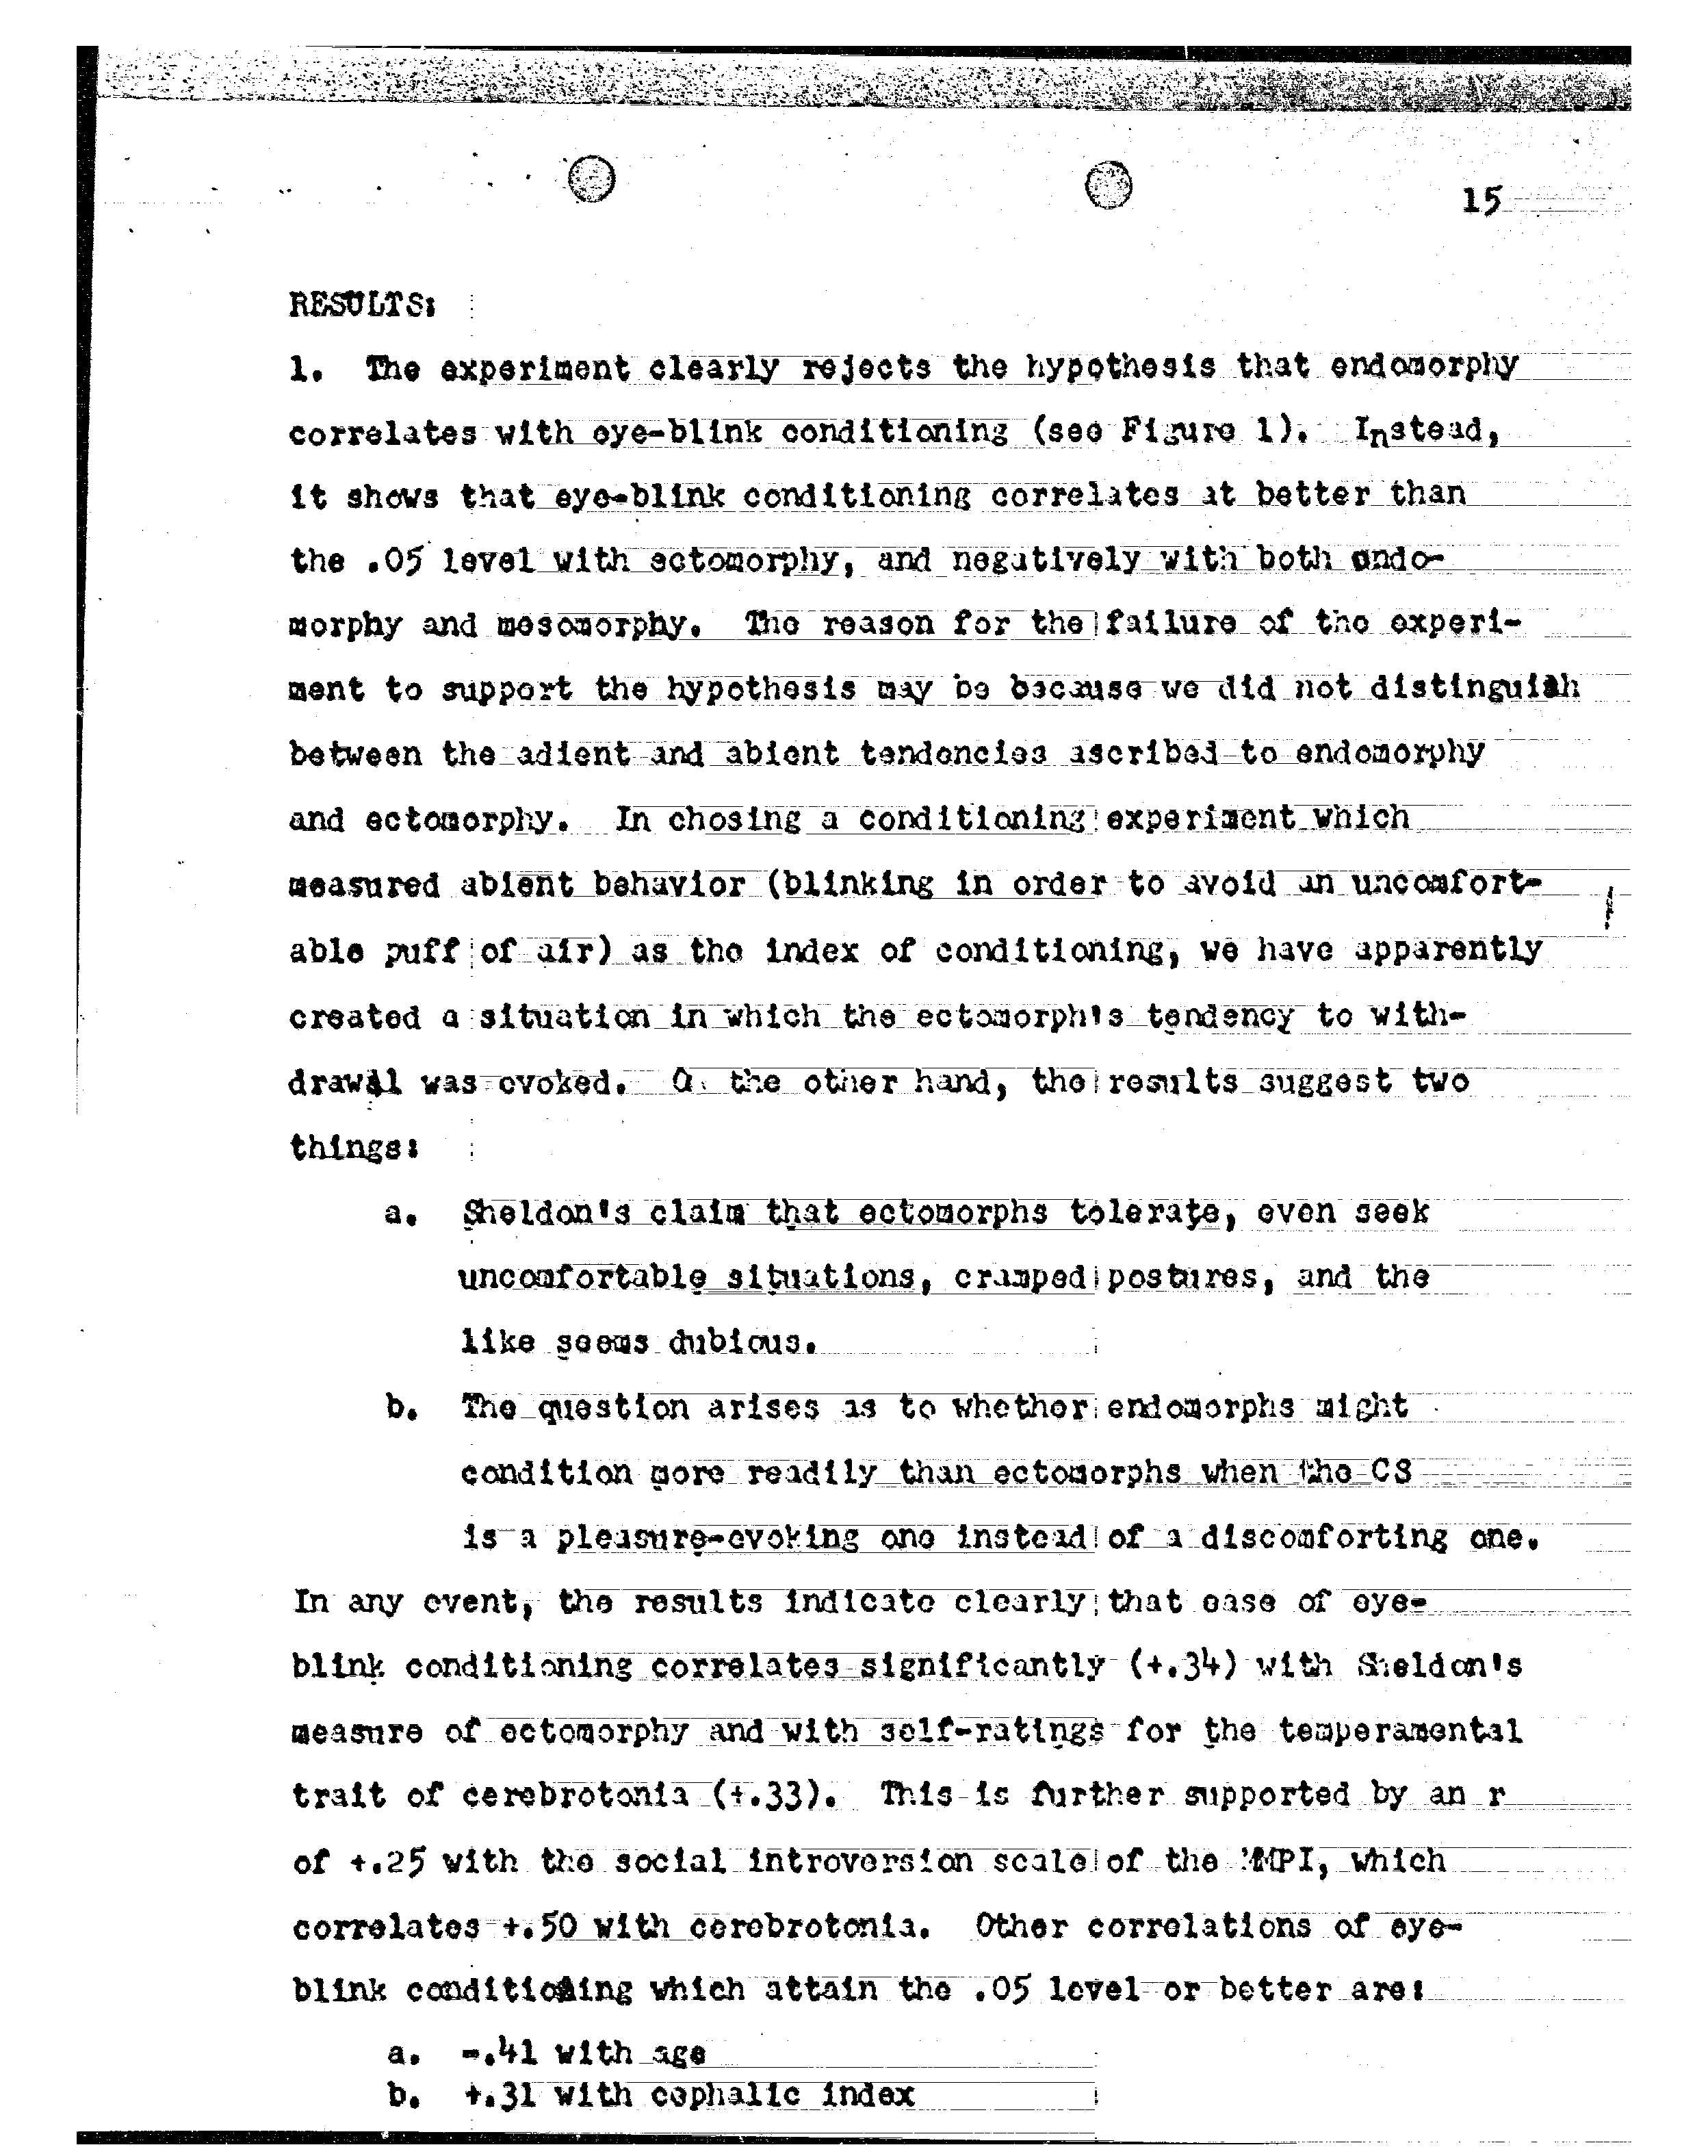 15
RESULTS:
1. The experiment clearly rejects the hypothesis that endomorphy
correlates with eye-blink conditioning (see Figure 1). Instead,
it shows that eye-blink conditioning correlates at better than
the .05 level with ectomorphy, and negatively with both endo-
morphy and mesomorphy. The reason for the failure of the experi-
ment to support the hypothesis may be because we did not distinguish
between the adient and abient tendencies ascribed to endomorphy
and ectomorphy. In chosing a conditioning experiment which
measured abient behavior (blinking in order to avoid an uncomfort-
able puff of air) as the index of conditioning, we have apparently
created a situation in which the ectomorph's tendency to with-
drawal was evoked. On the other hand, the results suggest two
things:
a. Sheldon's claim that ectomorphs tolerate, even seek
uncomfortable situations, cramped postures, and the
like seems dubious.
b. The question arises as to whether endomorphs might
condition more readily than ectomorphs when the CS
is a pleasure-evoking one instead of a discomforting one.
In any event, the results indicate clearly that ease of eye-
blink conditioning correlates significantly (+.34) with Sheldon's
measure of ectomorphy and with self-ratings for the temperamental
trait of cerebrotonia (+.33). This is further supported by an r
of +.25 with the social introversion scale of the MMPI, which
correlates +.50 with cerebrotonia. Other correlations of eye-
blink conditioning which attain the .05 level or better are:
a. -.41 with age
b. +.31 with cephalic index